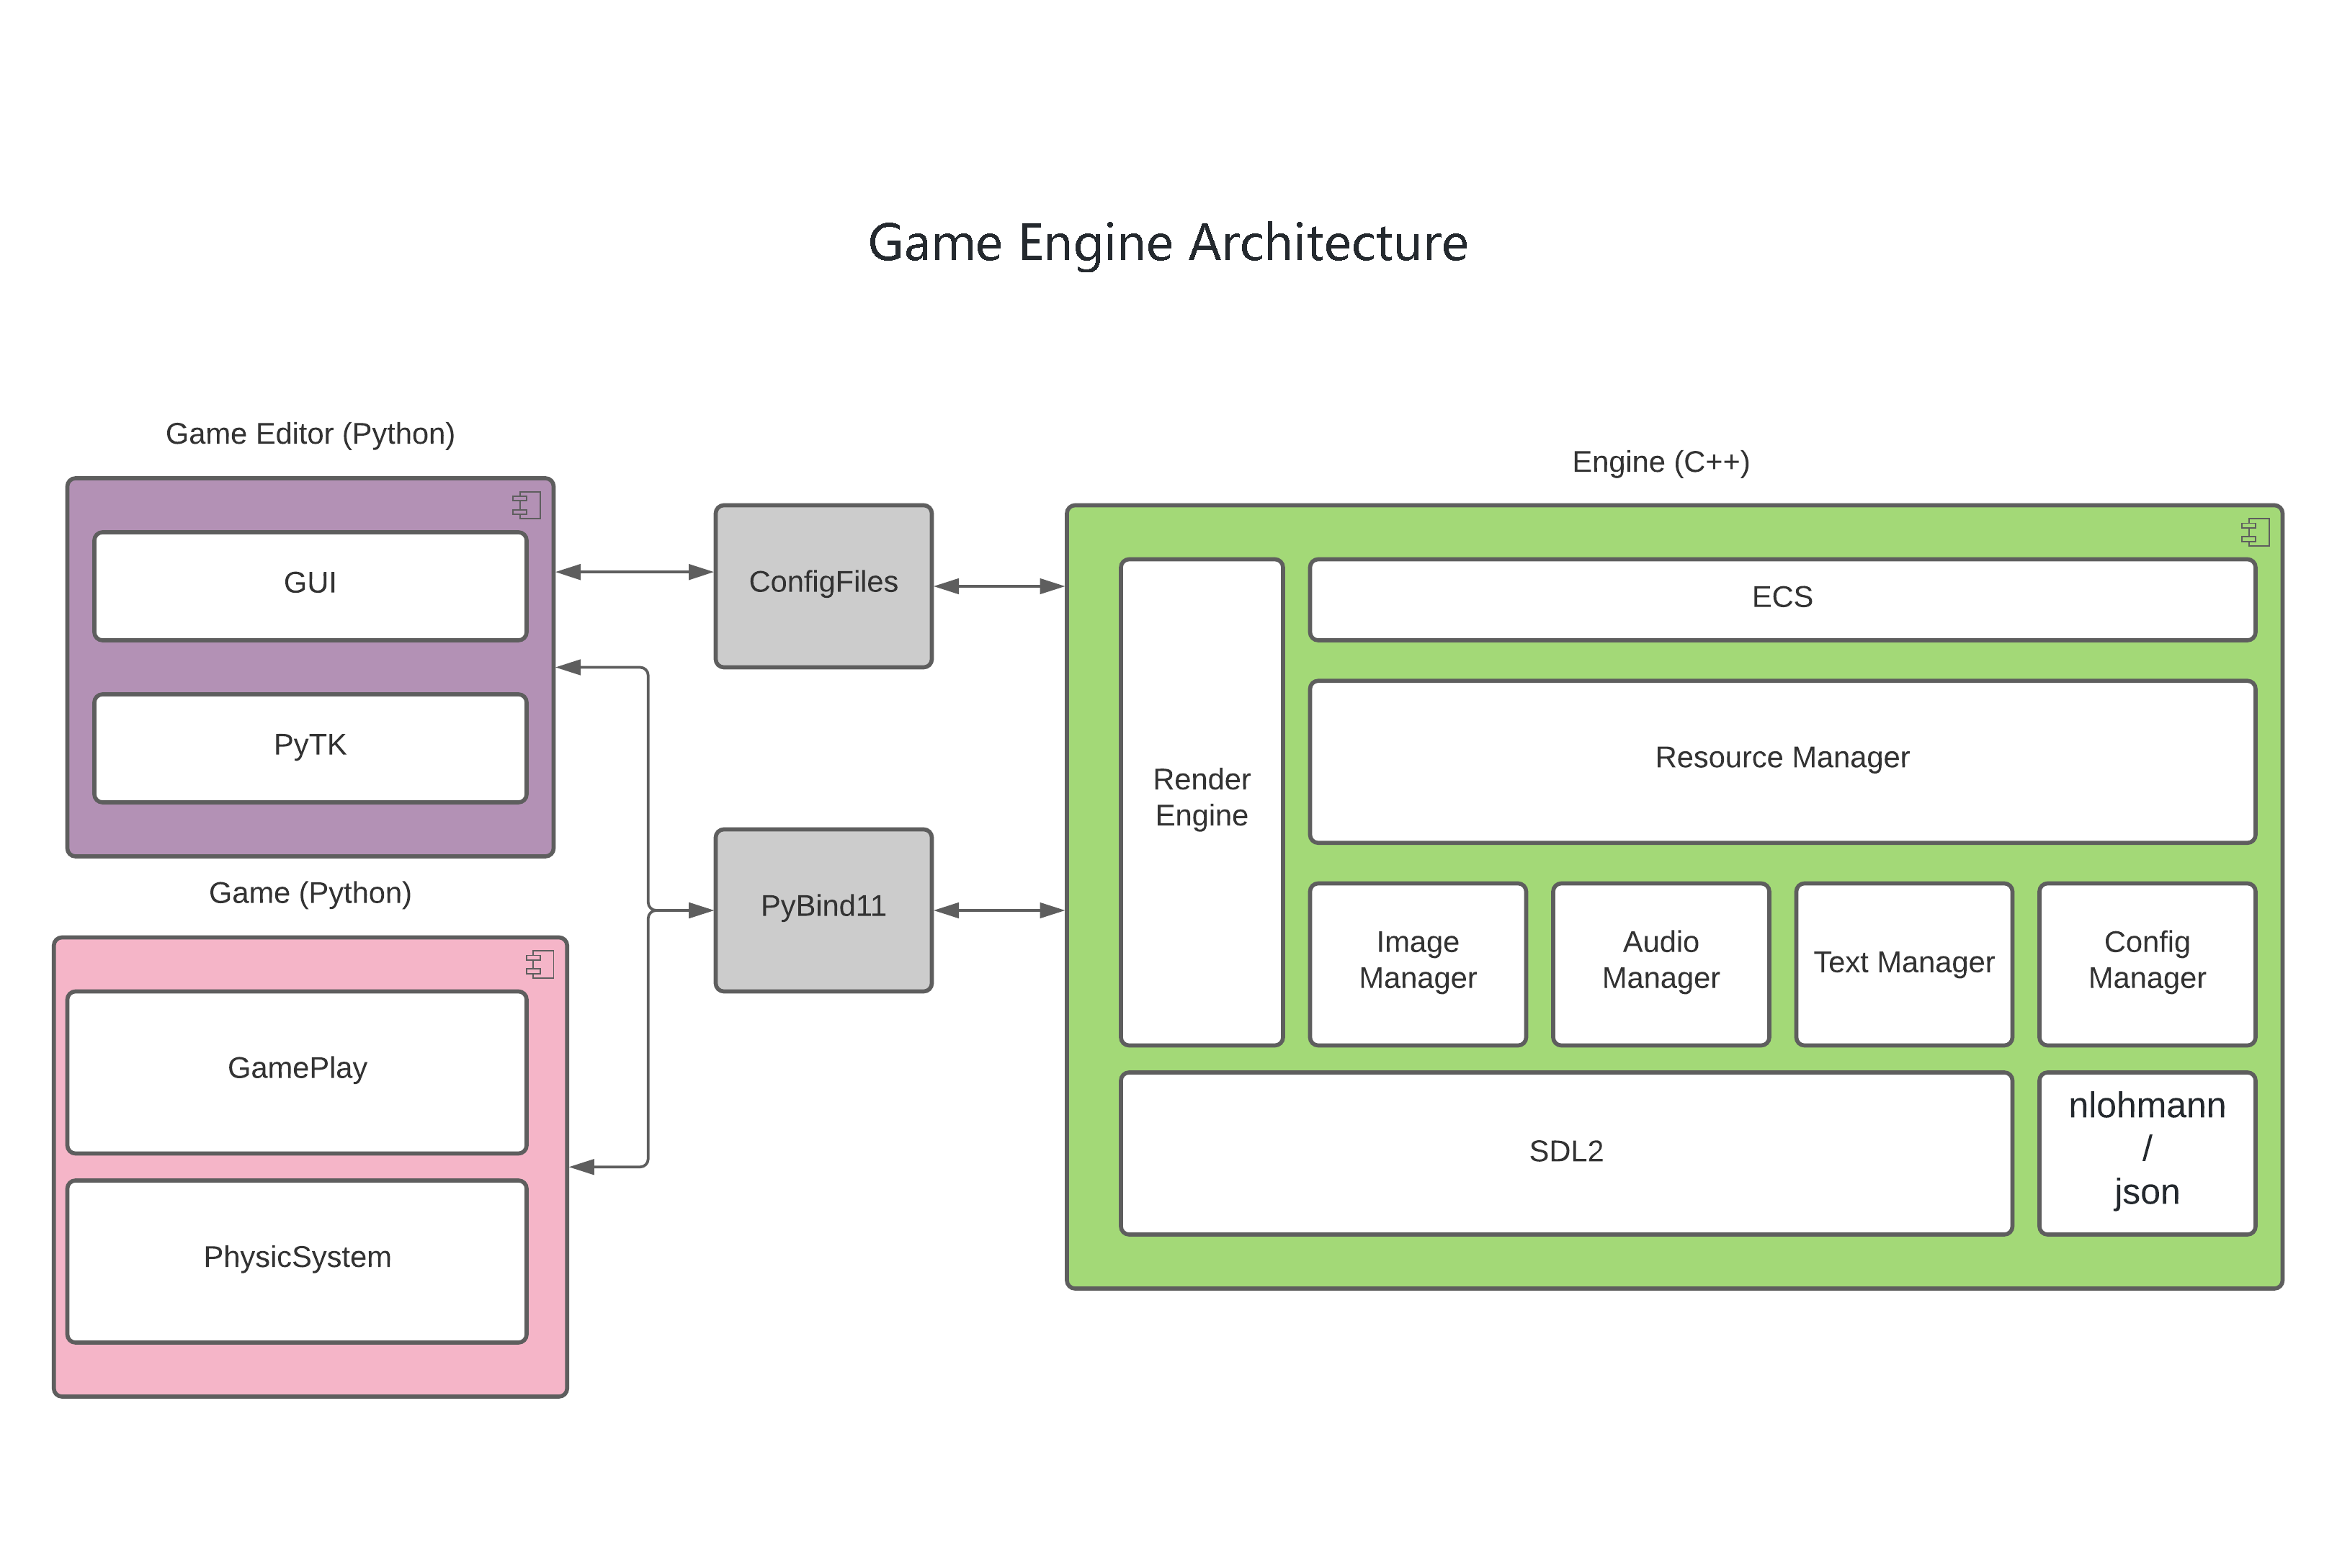 Game Engine Architecture
Game Editor (Python)
GUI
PyTK
Game (Python)
GamePlay
PhysicSystem
ConfigFiles
PyBind11
Engine (C++)
Render
Engine
ECS
Resource Manager
Image
Manager
Audio
Manager
Text Manager
Config
Manager
SDL2
nlohmann
/
json